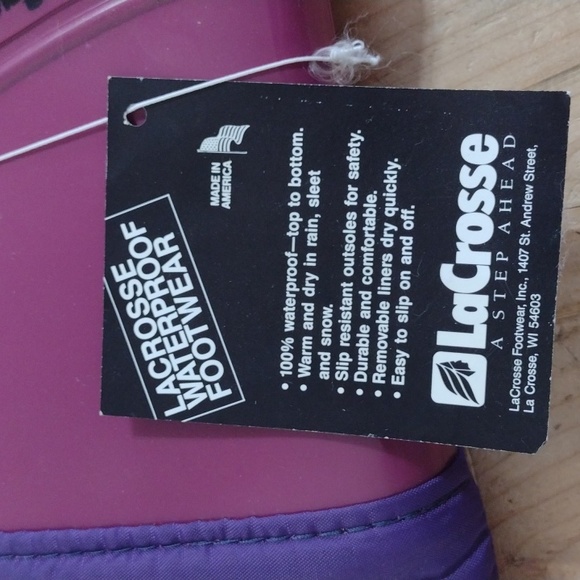 LACROSSE
WATERPROOF
FOOTWEAR
MADE IN
AMERICA
• 100% waterproof—top to bottom.
• Warm and dry in rain, sleet
and snow.
• Slip resistant outsoles for safety.
• Durable and comfortable.
• Removable liners dry quickly.
• Easy to slip on and off.
LaCrosse
A STEP AHEAD
LaCrosse Footwear, Inc., 1407 St. Andrew Street,
La Crosse, WI 54603